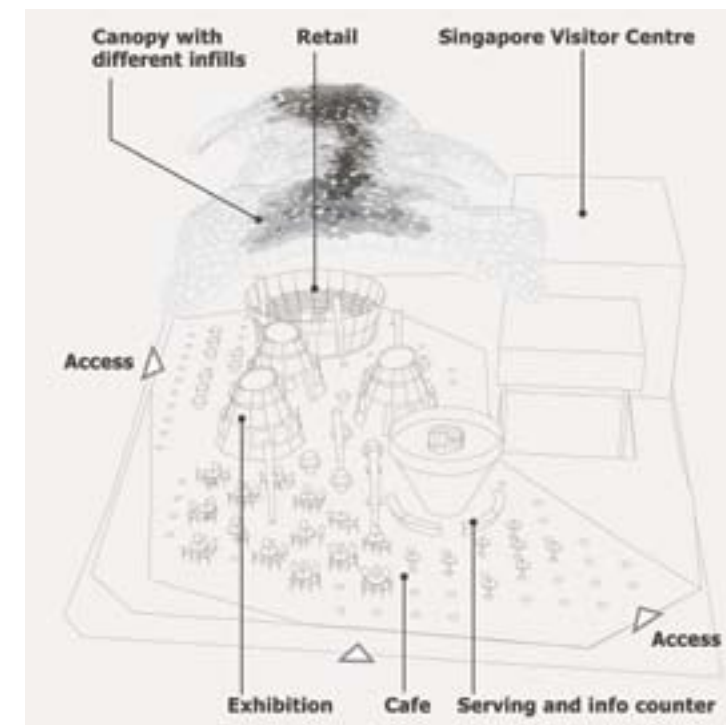 Canopy with
different infills
Retail
Singapore Visitor Centre
Access
Access
Exhibition
Cafe
Serving and info counter